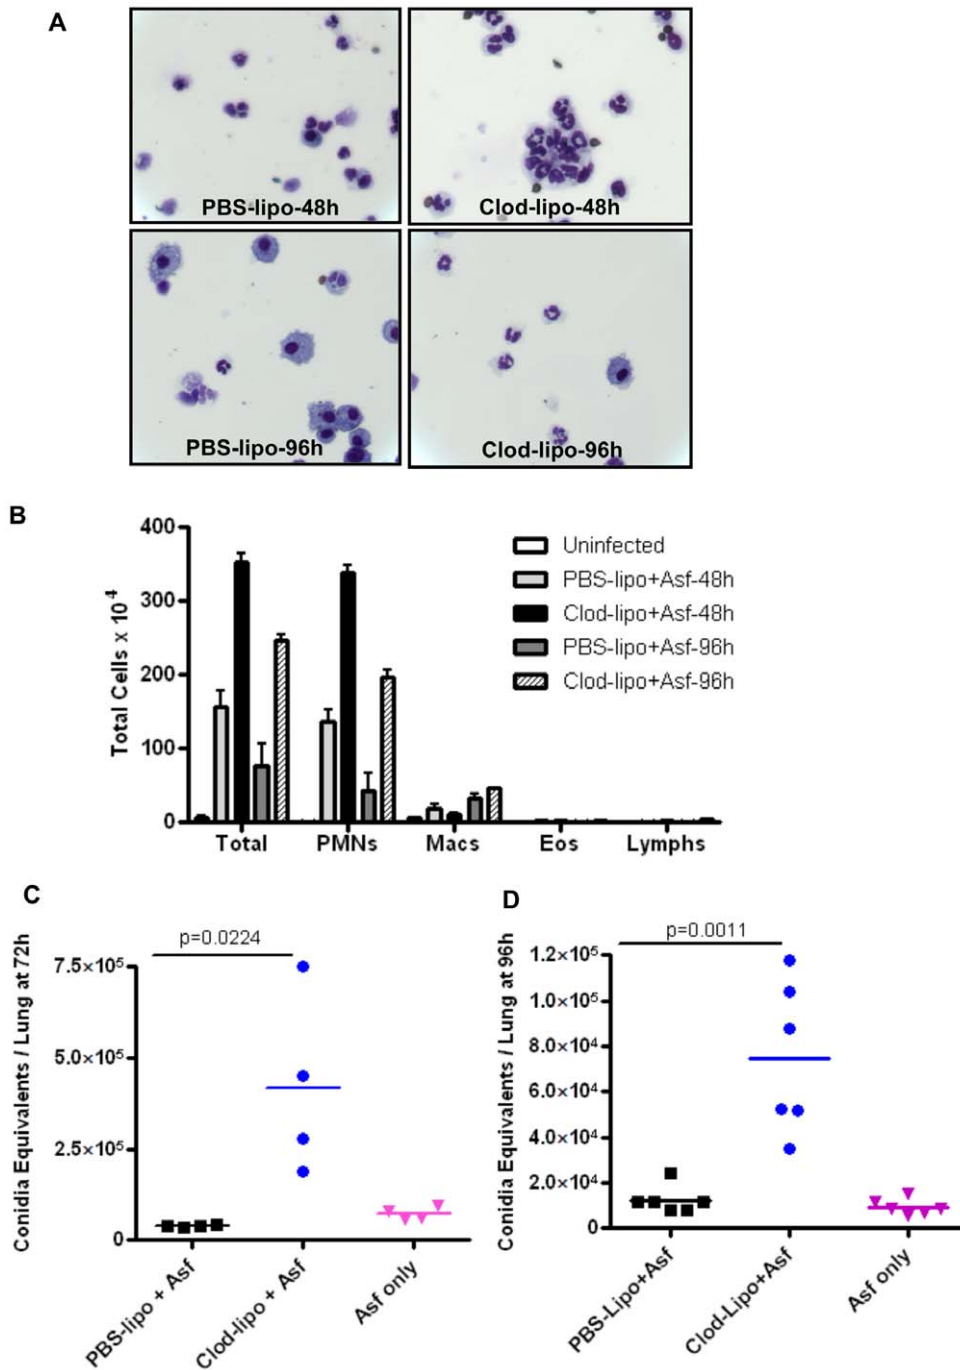 A
PBS-lipo-48h
Clod-lipo-48h
PBS-lipo-96h
Clod-lipo-96h
B
Total Cells x 10⁻⁴
400
300
200
100
0
Total PMNs Macs Eos Lymphs
Uninfected
PBS-lipo+Asf-48h
Clod-lipo+Asf-48h
PBS-lipo+Asf-96h
Clod-lipo+Asf-96h
C
p=0.0224
Conidia Equivalents / Lung at 72h
7.5×10⁵
5.0×10⁵
2.5×10⁵
0
PBS-lipo + Asf
Clod-lipo + Asf
Asf only
D
p=0.0011
Conidia Equivalents / Lung at 96h
1.2×10⁵
1.0×10⁵
8.0×10⁴
6.0×10⁴
4.0×10⁴
2.0×10⁴
0
PBS-Lipo+Asf
Clod-Lipo+Asf
Asf only